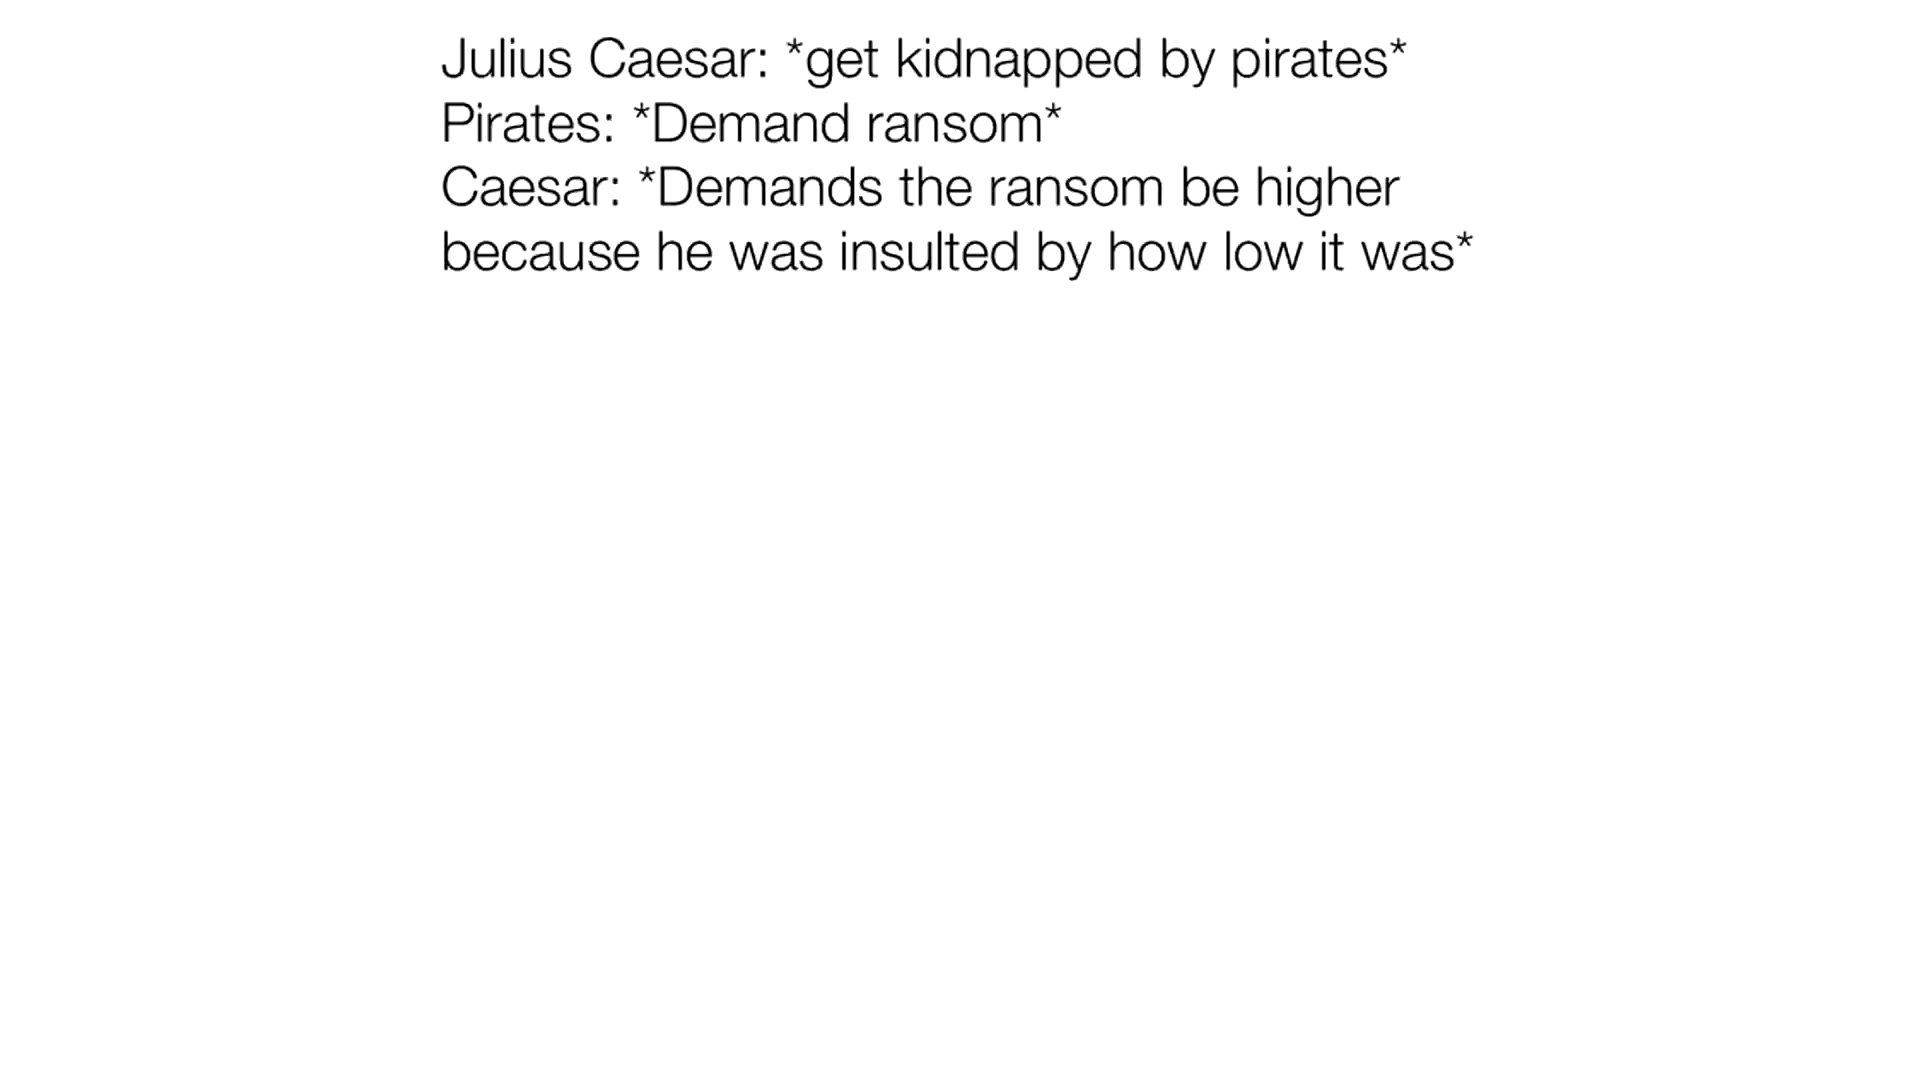 Julius Caesar: *get kidnapped by pirates*
Pirates: *Demand ransom*
Caesar: *Demands the ransom be higher
because he was insulted by how low it was*